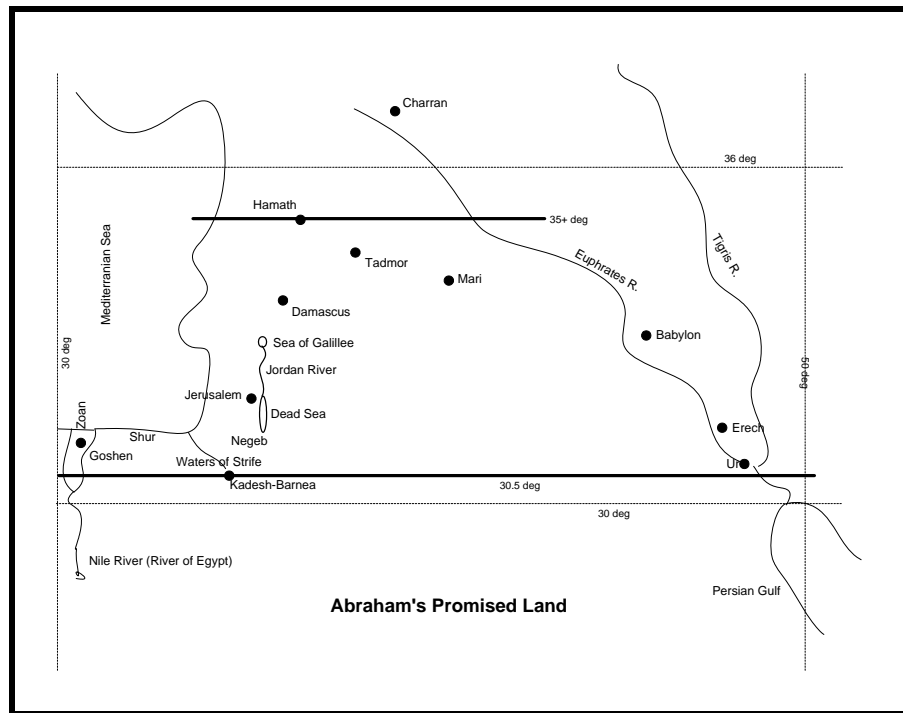 Charran
36 deg
Hamath
35+ deg
Mediterranian Sea
Tigris R.
Tadmor
Euphrates R.
Mari
Damascus
Babylon
Sea of Galillee
30 deg
Jordan River
50 deg
Jerusalem
Dead Sea
Zoan
Erech
Shur
Negeb
Goshen
Waters of Strife
Ur
Kadesh-Barnea
30.5 deg
30 deg
Nile River (River of Egypt)
Persian Gulf
Abraham's Promised Land